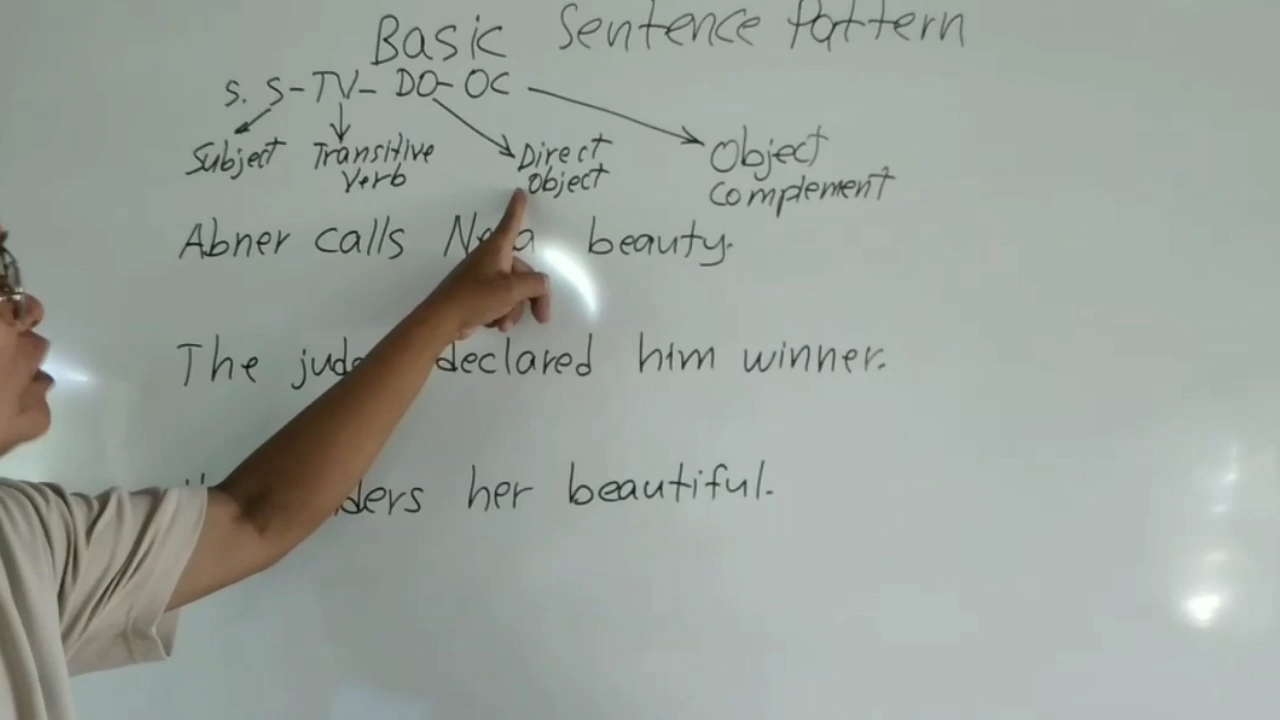 Basic Sentence Pattern
S. S-TV-DO-OC
Subject Transitive Verb Direct Object Object Complement
Abner calls beauty.
The declared him winner.
her beautiful.